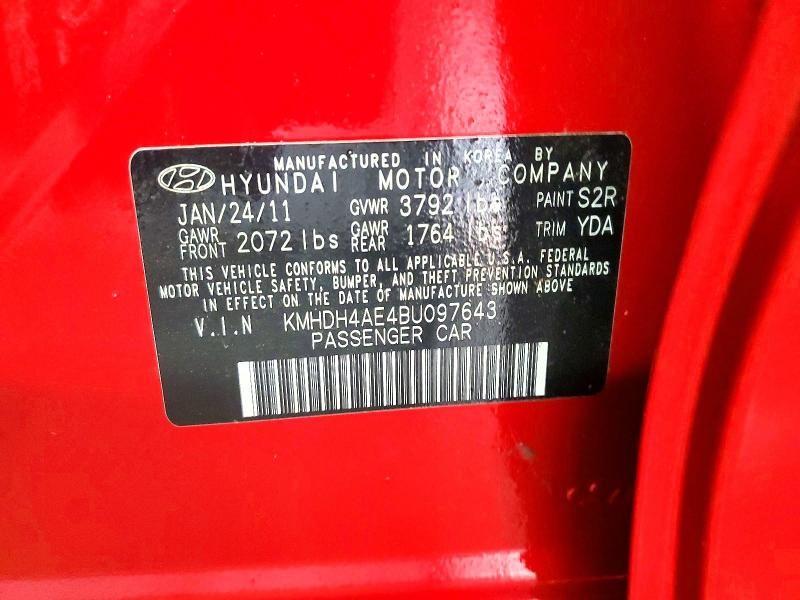 MANUFACTURED IN KOREA BY
HYUNDAI MOTOR COMPANY
JAN/24/11 GVWR 3792 lbs PAINT S2R
GAWR FRONT 2072 lbs GAWR REAR 1764 lbs TRIM YDA
THIS VEHICLE CONFORMS TO ALL APPLICABLE U.S.A. FEDERAL
MOTOR VEHICLE SAFETY, BUMPER, AND THEFT PREVENTION STANDARDS
IN EFFECT ON THE DATE OF MANUFACTURE SHOWN ABOVE
V.I.N KMHDH4AE4BU097643
PASSENGER CAR